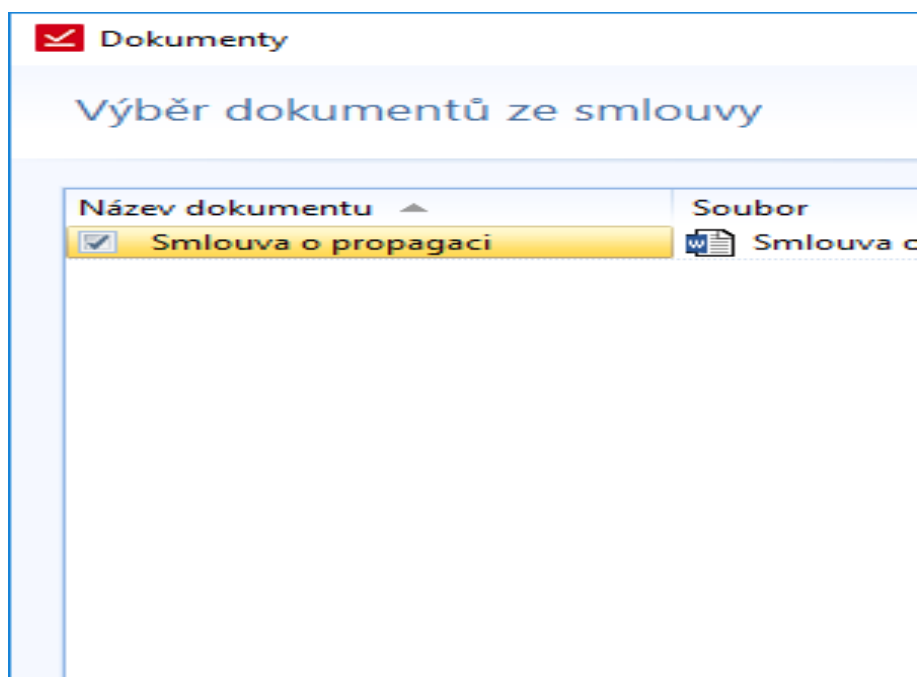 Dokumenty
Výběr dokumentů ze smlouvy
Název dokumentu Soubor
Smlouva o propagaci Smlouva